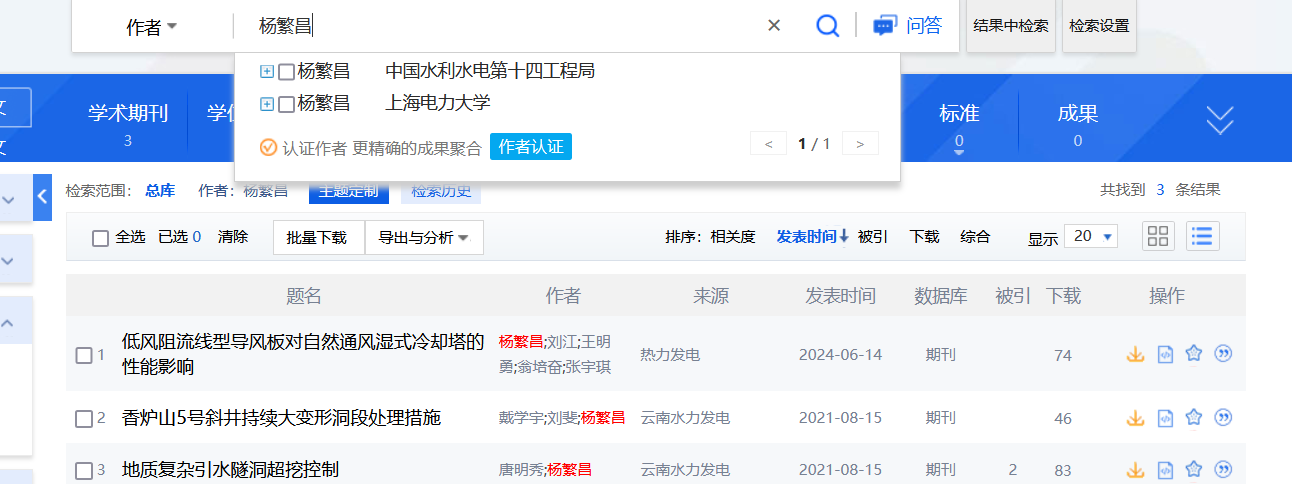 作者 杨繁昌 × 问答 结果中检索 检索设置
杨繁昌 中国水利水电第十四工程局
杨繁昌 上海电力大学
认证作者 更精确的成果聚合 作者认证 < 1 / 1 >
文 学术期刊 学位 标准 成果
文 3 0 0
检索范围： 总库 作者：杨繁昌 主题定制 检索历史 共找到 3 条结果
全选 已选 0 清除 批量下载 导出与分析 排序： 相关度 发表时间↓ 被引 下载 综合 显示 20
题名 作者 来源 发表时间 数据库 被引 下载 操作
1 低风阻流线型导风板对自然通风湿式冷却塔的性能影响 杨繁昌;刘江;王明勇;翁培奋;张宇琪 热力发电 2024-06-14 期刊 74
2 香炉山5号斜井持续大变形洞段处理措施 戴学宇;刘斐;杨繁昌 云南水力发电 2021-08-15 期刊 46
3 地质复杂引水隧洞超挖控制 唐明秀;杨繁昌 云南水力发电 2021-08-15 期刊 2 83